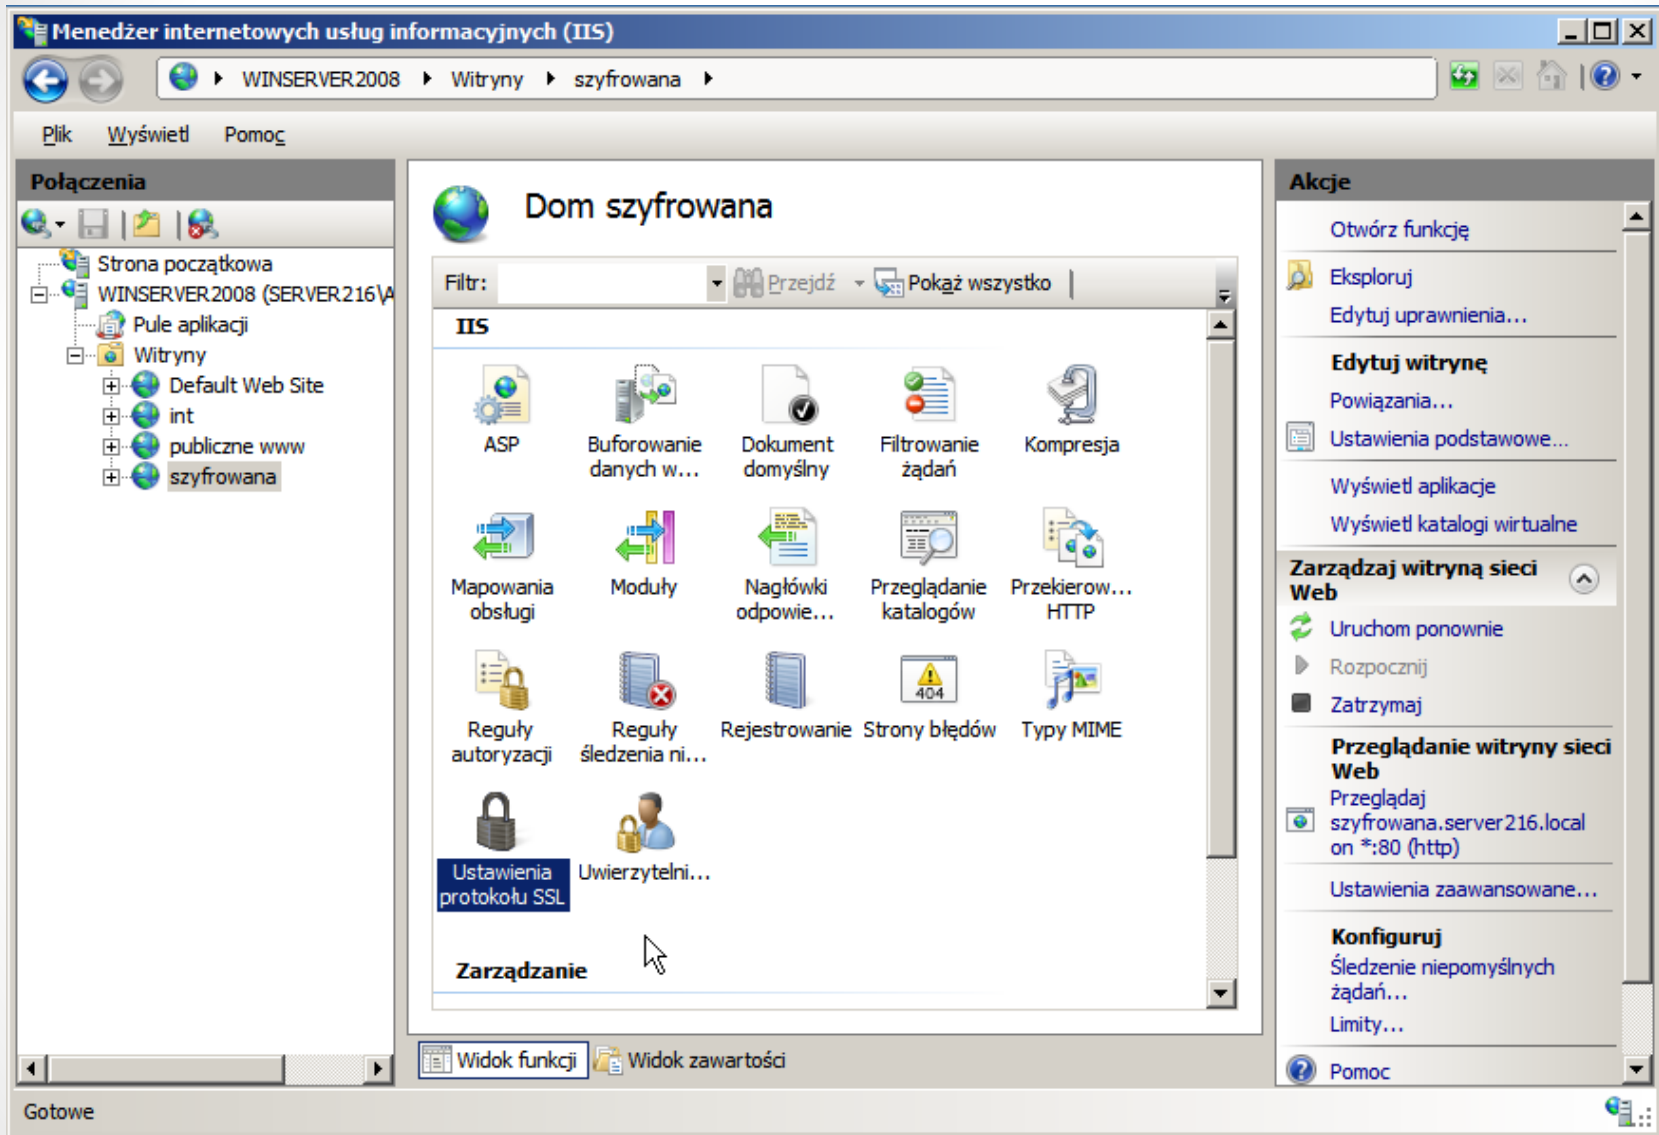 Menedżer internetowych usług informacyjnych (IIS)
WINSERVER2008 Witryny szyfrowana
Plik Wyświetl Pomoc
Połączenia
Strona początkowa
WINSERVER2008 (SERVER216\A
Pule aplikacji
Witryny
Default Web Site
int
publiczne www
szyfrowana
Dom szyfrowana
Filtr: Przejdź Pokaż wszystko
IIS
ASP
Buforowanie
danych w...
Dokument
domyślny
Filtrowanie
żądań
Kompresja
Mapowania
obsługi
Moduły
Nagłówki
odpowie...
Przeglądanie
katalogów
Przekierow...
HTTP
Reguły
autoryzacji
Reguły
śledzenia ni...
Rejestrowanie
Strony błędów
404
Typy MIME
Ustawienia
protokołu SSL
Uwierzytelni...
Zarządzanie
Widok funkcji Widok zawartości
Akcje
Otwórz funkcję
Eksploruj
Edytuj uprawnienia...
Edytuj witrynę
Powiązania...
Ustawienia podstawowe...
Wyświetl aplikacje
Wyświetl katalogi wirtualne
Zarządzaj witryną sieci
Web
Uruchom ponownie
Rozpocznij
Zatrzymaj
Przeglądanie witryny sieci
Web
Przeglądaj
szyfrowana.server216.local
on *:80 (http)
Ustawienia zaawansowane...
Konfiguruj
Śledzenie niepomyślnych
żądań...
Limity...
Pomoc
Gotowe